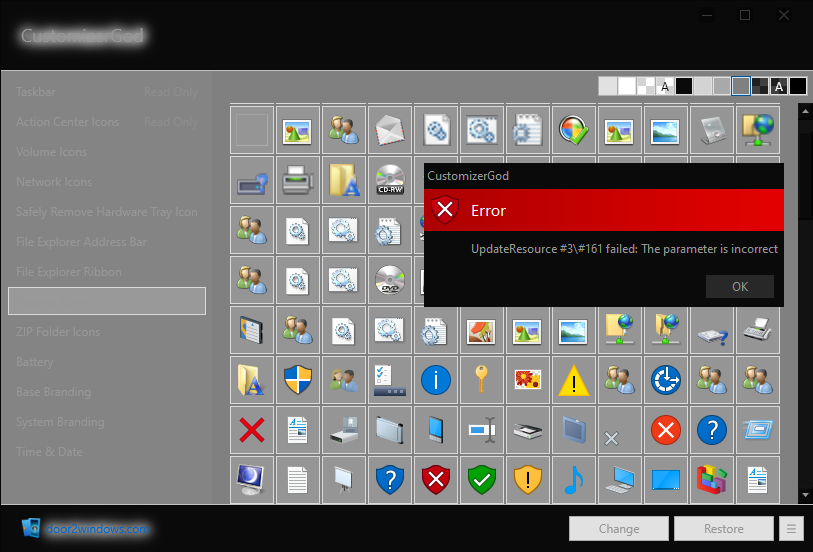 CustomizerGod
Taskbar Read Only
Action Center Icons Read Only
Volume Icons
Network Icons
Safely Remove Hardware Tray Icon
File Explorer Address Bar
File Explorer Ribbon
ZIP Folder Icons
Battery
Base Branding
System Branding
Time & Date
A A
A
CD-RW
DVD
A
CustomizerGod
Error
UpdateResource #3\#161 failed: The parameter is incorrect
OK
door2windows.com
Change Restore